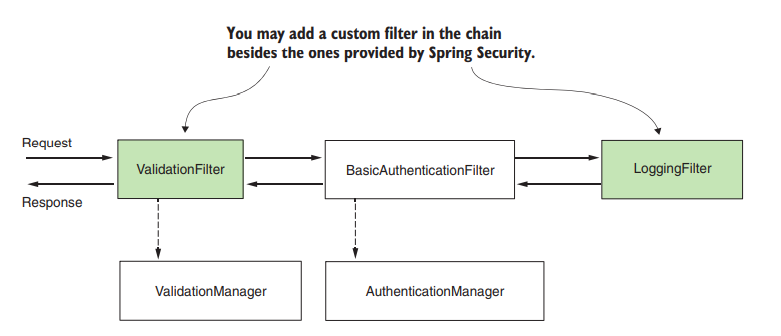 You may add a custom filter in the chain
besides the ones provided by Spring Security.
Request
ValidationFilter
BasicAuthenticationFilter
LoggingFilter
Response
ValidationManager
AuthenticationManager